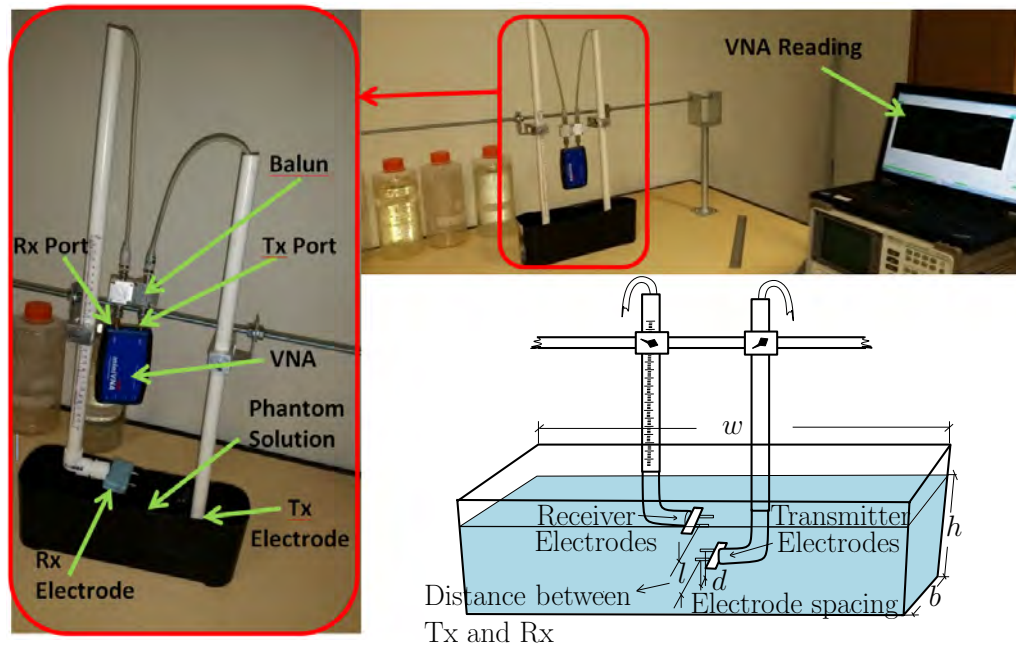 VNA Reading
Balun
Rx Port
Tx Port
VNA
Phantom
Solution
Tx
Electrode
Rx
Electrode
miniVNA
w
Receiver
Electrodes
Transmitter
Electrodes
h
l
d
b
Distance between
Tx and Rx
Electrode spacing